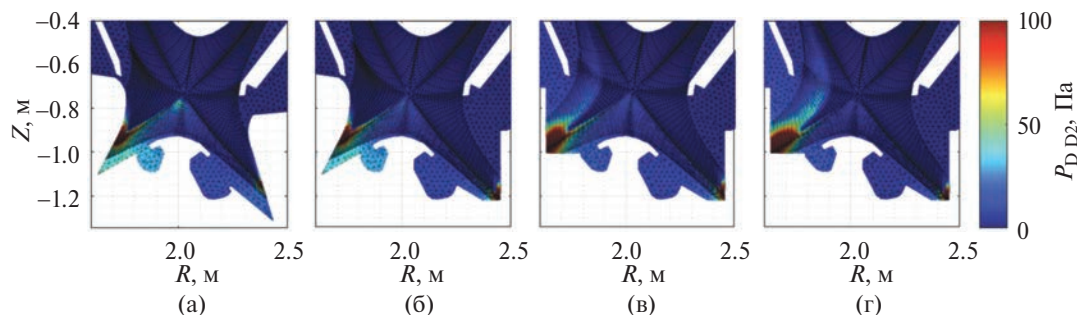 Z, м
−0.4
−0.6
−0.8
−1.0
−1.2
2.0 2.5
R, м
(а)
2.0 2.5
R, м
(б)
2.0 2.5
R, м
(в)
2.0 2.5
R, м
(г)
100
50
0
P_D_D2, Па